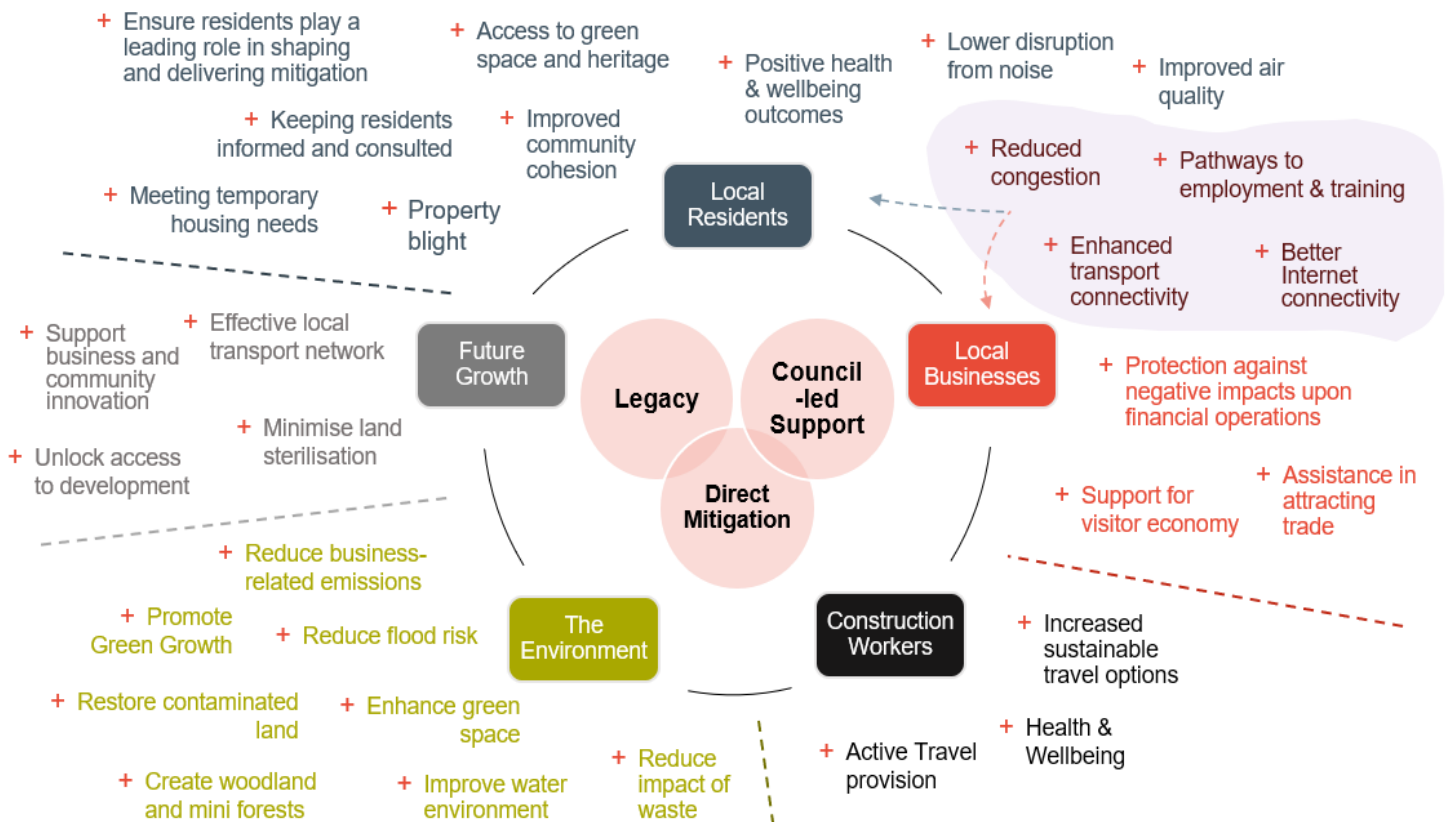 + Ensure residents play a
leading role in shaping
and delivering mitigation
+ Access to green
space and heritage
+ Positive health
& wellbeing
outcomes
+ Lower disruption
from noise
+ Improved air
quality
+ Keeping residents
informed and consulted
+ Improved
community
cohesion
+ Meeting temporary
housing needs
+ Property
blight
Local
Residents
+ Reduced
congestion
+ Pathways to
employment & training
+ Enhanced
transport
connectivity
+ Better
Internet
connectivity
+ Support
business and
community
innovation
+ Effective local
transport network
+ Minimise land
sterilisation
+ Unlock access
to development
Future
Growth
Legacy
Council
-led
Support
Direct
Mitigation
Local
Businesses
+ Protection against
negative impacts upon
financial operations
+ Support for
visitor economy
+ Assistance in
attracting
trade
+ Reduce business-
related emissions
+ Promote
Green Growth
+ Reduce flood risk
The
Environment
+ Restore contaminated
land
+ Enhance green
space
+ Create woodland
and mini forests
+ Improve water
environment
+ Reduce
impact of
waste
Construction
Workers
+ Increased
sustainable
travel options
+ Active Travel
provision
+ Health &
Wellbeing